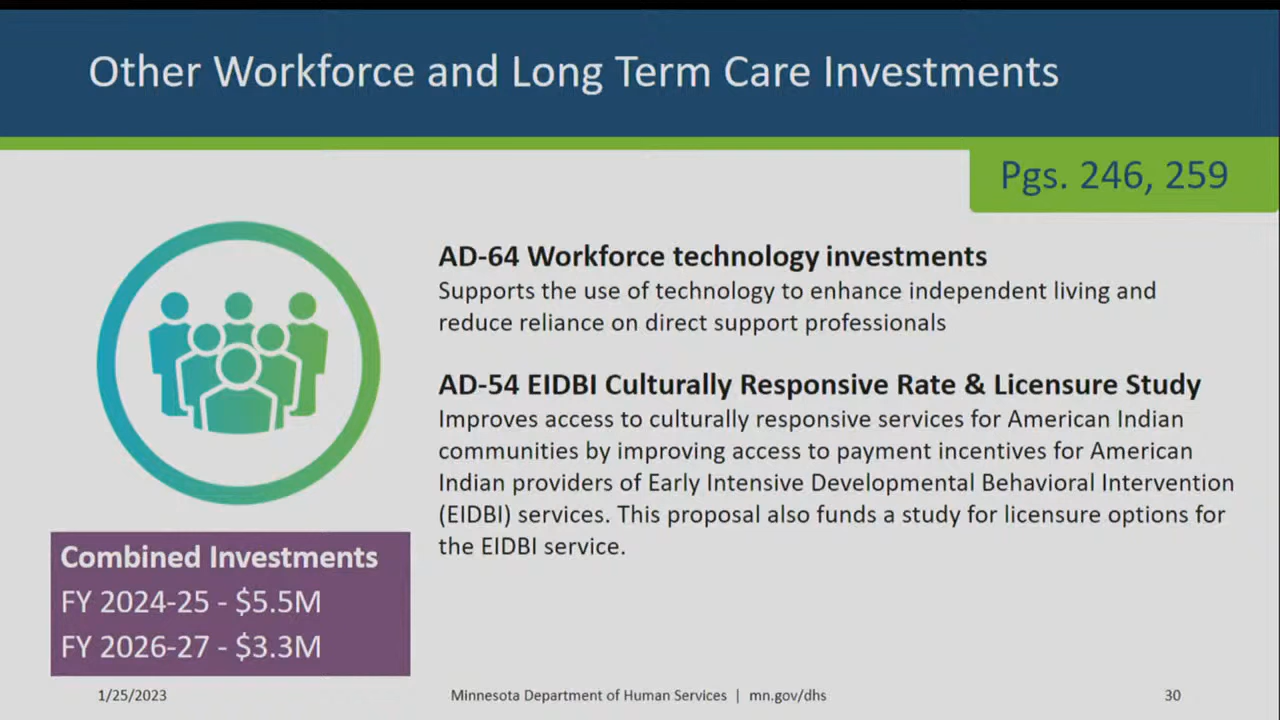 Other Workforce and Long Term Care Investments
Pgs. 246, 259
AD-64 Workforce technology investments
Supports the use of technology to enhance independent living and
reduce reliance on direct support professionals
AD-54 EIDBI Culturally Responsive Rate & Licensure Study
Improves access to culturally responsive services for American Indian
communities by improving access to payment incentives for American
Indian providers of Early Intensive Developmental Behavioral Intervention
(EIDBI) services. This proposal also funds a study for licensure options for
the EIDBI service.
Combined Investments
FY 2024-25 - $5.5M
FY 2026-27 - $3.3M
1/25/2023
Minnesota Department of Human Services | mn.gov/dhs
30